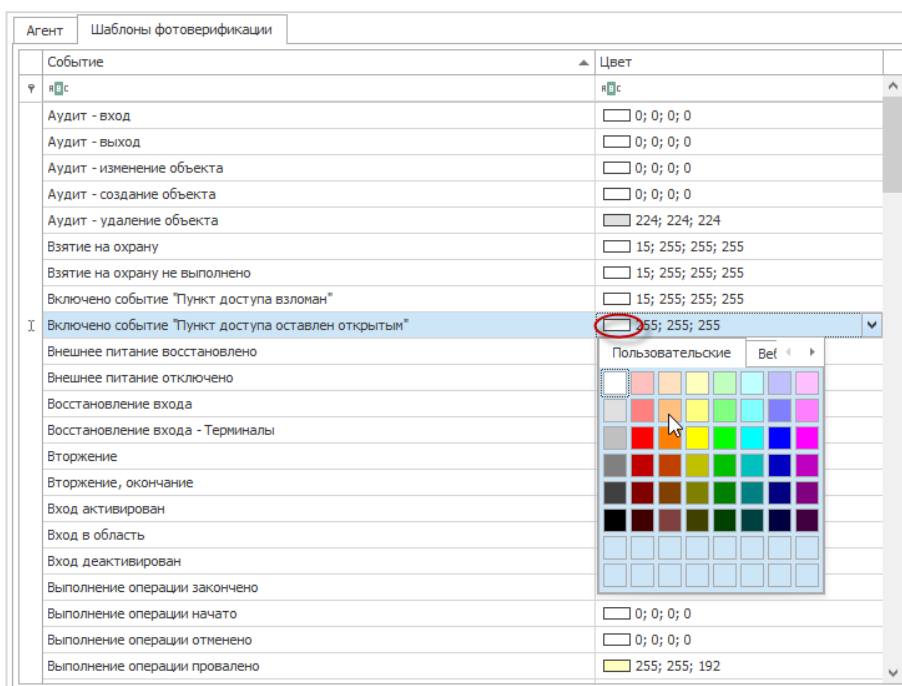 Агент Шаблоны фотоверификации
Событие Цвет
ABC ABC
Аудит - вход 0; 0; 0; 0
Аудит - выход 0; 0; 0; 0
Аудит - изменение объекта 0; 0; 0; 0
Аудит - создание объекта 0; 0; 0; 0
Аудит - удаление объекта 224; 224; 224
Взятие на охрану 15; 255; 255; 255
Взятие на охрану не выполнено 15; 255; 255; 255
Включено событие "Пункт доступа взломан" 15; 255; 255; 255
Включено событие "Пункт доступа оставлен открытым" 255; 255; 255
Внешнее питание восстановлено
Пользовательские Веб
Внешнее питание отключено
Восстановление входа
Восстановление входа - Терминалы
Вторжение
Вторжение, окончание
Вход активирован
Вход в область
Вход деактивирован
Выполнение операции закончено
Выполнение операции начато 0; 0; 0; 0
Выполнение операции отменено 0; 0; 0; 0
Выполнение операции провалено 255; 255; 192